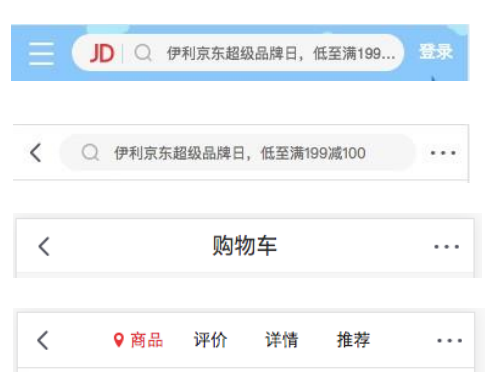 JD 伊利京东超级品牌日，低至满199... 登录
伊利京东超级品牌日，低至满199减100 ...
购物车 ...
商品 评价 详情 推荐 ...